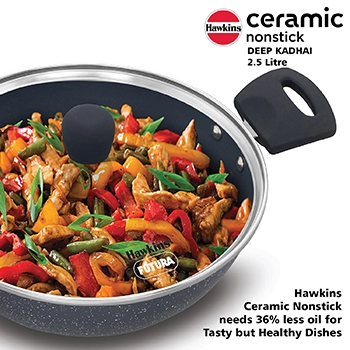 Hawkins
ceramic
nonstick
DEEP KADHAI
2.5 Litre
Hawkins
FUTURA
Hawkins
Ceramic Nonstick
needs 36% less oil for
Tasty but Healthy Dishes